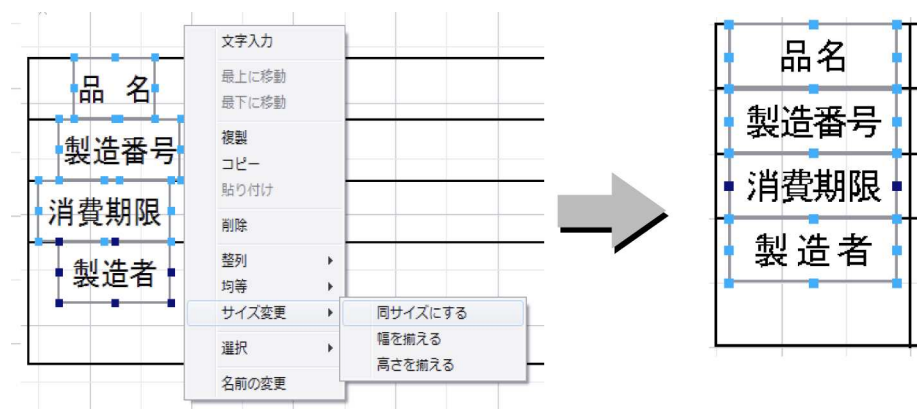 品 名
製造番号
消費期限
製造者
文字入力
最上に移動
最下に移動
複製
コピー
貼り付け
削除
整列
均等
サイズ変更
選択
名前の変更
同サイズにする
幅を揃える
高さを揃える
品名
製造番号
消費期限
製 造 者